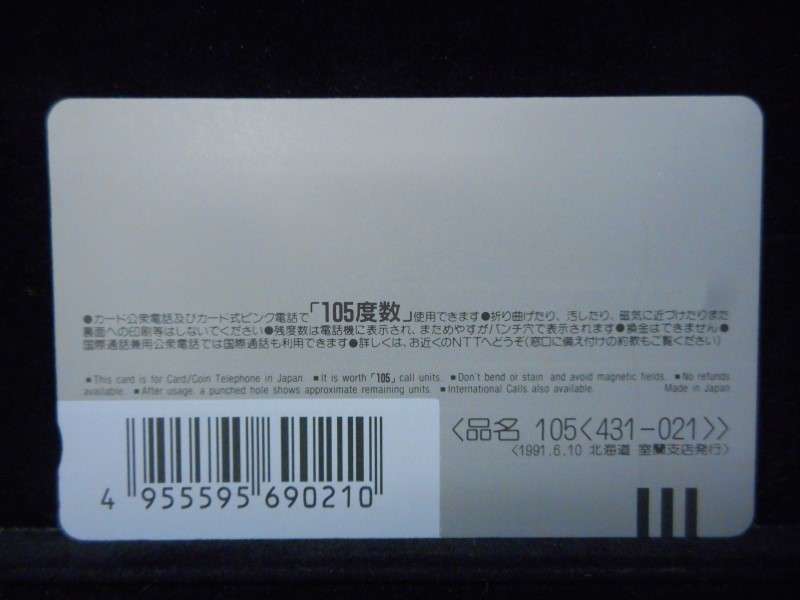 ●カード公衆電話及びカード式ピンク電話で「105度数」使用できます●折り曲げたり、汚したり、磁気に近づけたりまた
裏面への印刷等はしないでください●残度数は電話機に表示され、まためやすがパンチ穴で表示されます●換金はできません●
国際通話兼用公衆電話では国際通話も利用できます●詳しくは、お近くのNTTへどうぞ(窓口に備え付けの約款もご覧ください)
■This card is for Card/Coin Telephone in Japan. ■It is worth「105」call units. ■Don't bend or stain and avoid magnetic fields. ■No refunds
available. ■After usage, a punched hole shows approximate remaining units. ■International Calls also available. Made in Japan
〈品名 105〈431-021〉〉
〈1991.6.10 北海道 室蘭支店発行〉
4 955595 690210